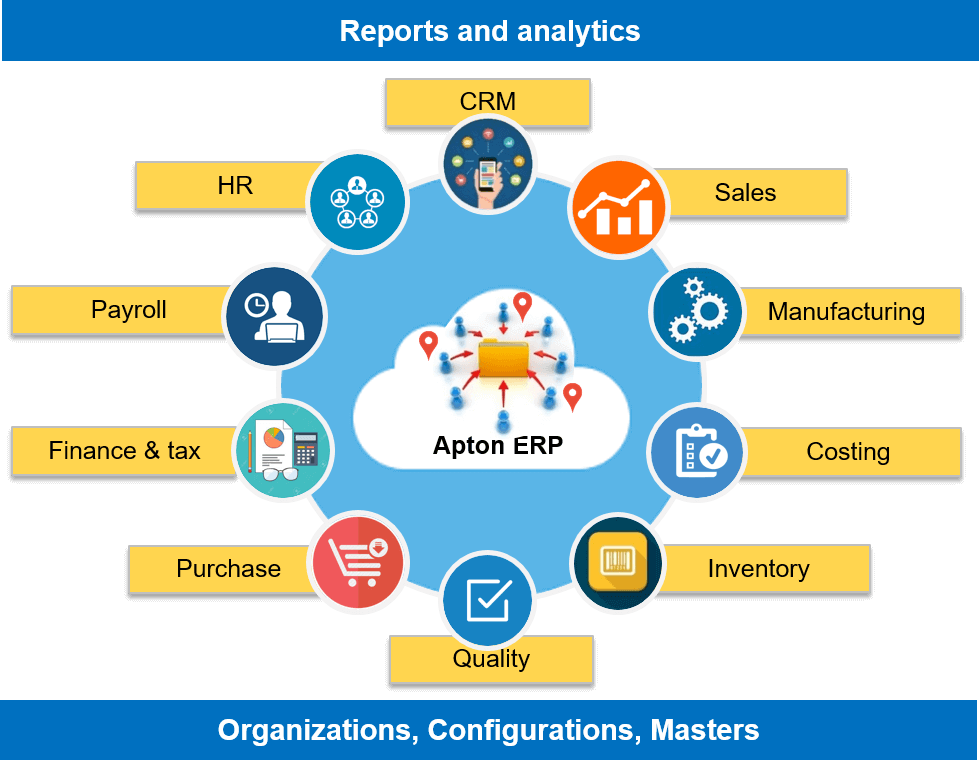 Reports and analytics
CRM
HR
Sales
Payroll
Manufacturing
Apton ERP
Finance & tax
Costing
Purchase
Inventory
Quality
Organizations, Configurations, Masters